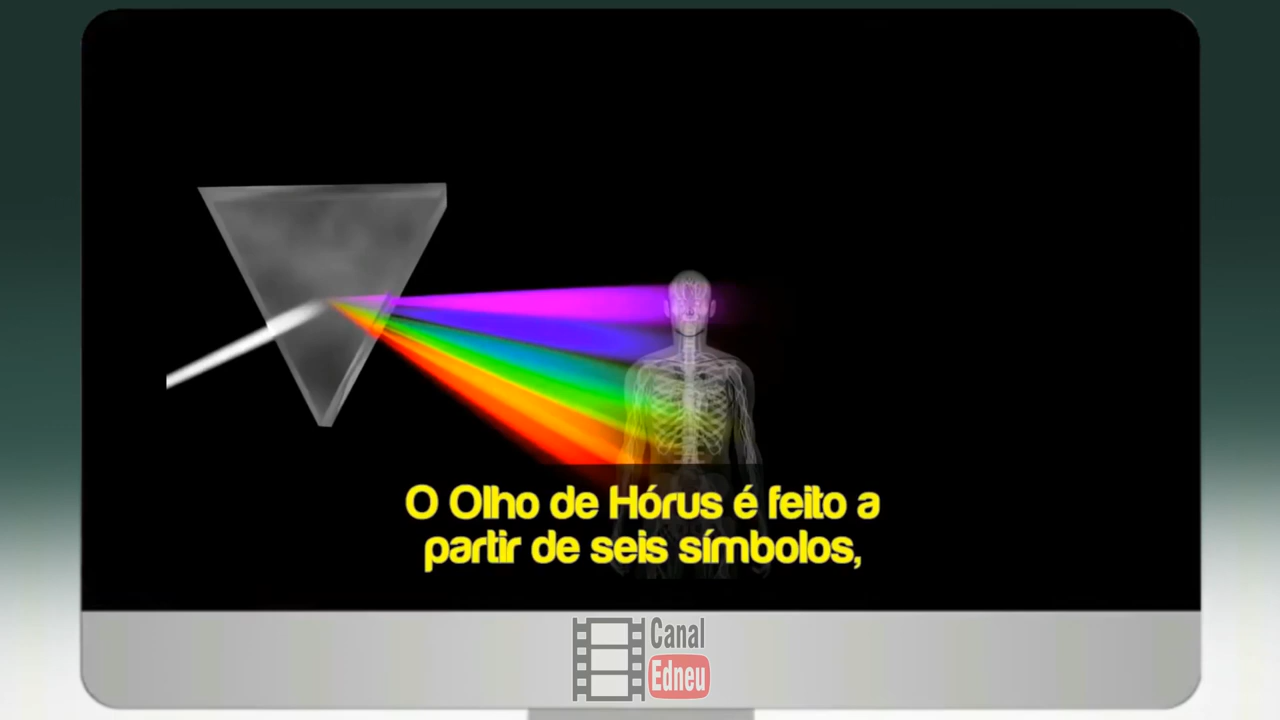 O Olho de Hórus é feito a
partir de seis símbolos,
Canal
Edneu